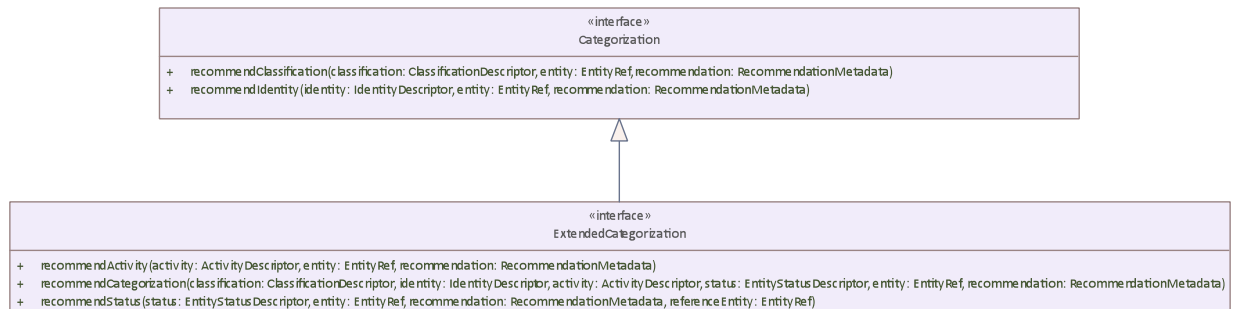 «interface»
Categorization
+ recommendClassification(classification: ClassificationDescriptor, entity: EntityRef, recommendation: RecommendationMetadata)
+ recommendIdentity(identity: IdentityDescriptor, entity: EntityRef, recommendation: RecommendationMetadata)
«interface»
ExtendedCategorization
+ recommendActivity(activity: ActivityDescriptor, entity: EntityRef, recommendation: RecommendationMetadata)
+ recommendCategorization(classification: ClassificationDescriptor, identity: IdentityDescriptor, activity: ActivityDescriptor, status: EntityStatusDescriptor, entity: EntityRef, recommendation: RecommendationMetadata)
+ recommendStatus(status: EntityStatusDescriptor, entity: EntityRef, recommendation: RecommendationMetadata, referenceEntity: EntityRef)